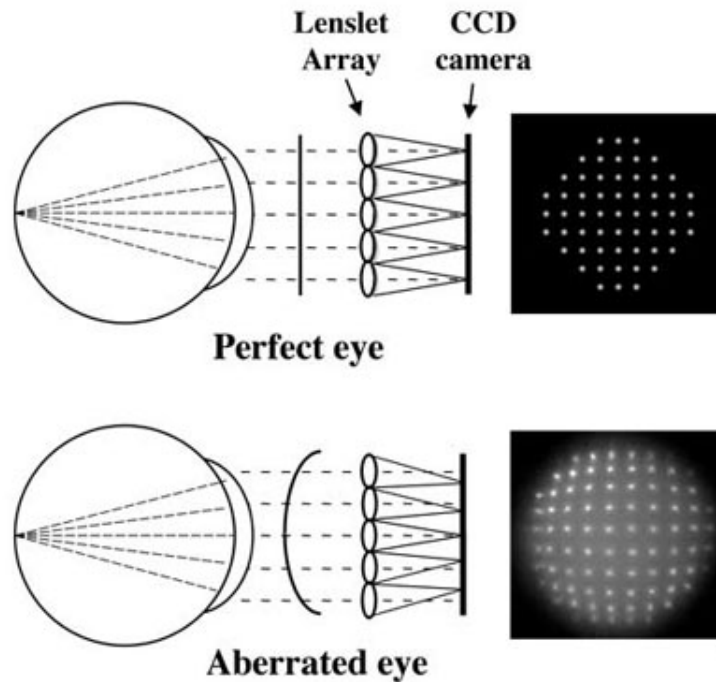 Lenslet
Array
CCD
camera
Perfect eye
Aberrated eye